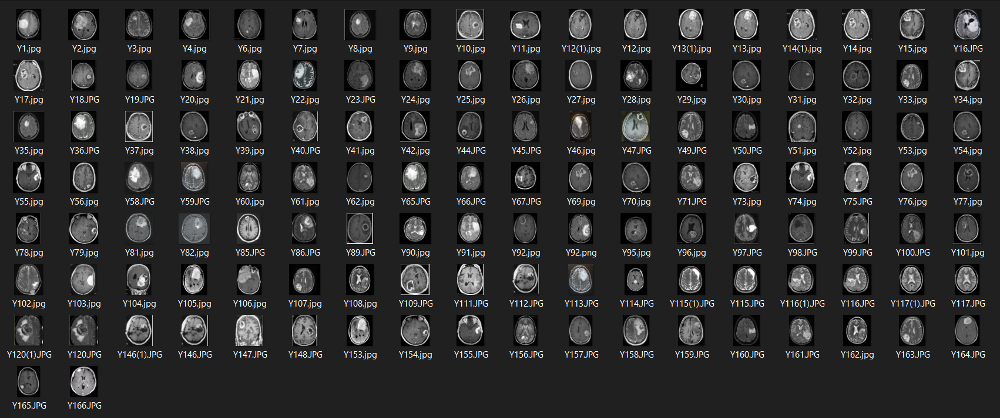 Y1.jpg Y2.jpg Y3.jpg Y4.jpg Y6.jpg Y7.jpg Y8.jpg Y9.jpg Y10.jpg Y11.jpg Y12(1).jpg Y12.jpg Y13(1).jpg Y13.jpg Y14(1).jpg Y14.jpg Y15.jpg Y16.JPG
Y17.jpg Y18.JPG Y19.JPG Y20.jpg Y21.jpg Y22.jpg Y23.JPG Y24.jpg Y25.jpg Y26.jpg Y27.jpg Y28.jpg Y29.jpg Y30.jpg Y31.jpg Y32.jpg Y33.jpg Y34.jpg
Y35.jpg Y36.JPG Y37.jpg Y38.jpg Y39.jpg Y40.JPG Y41.jpg Y42.jpg Y44.JPG Y45.JPG Y46.jpg Y47.JPG Y49.JPG Y50.JPG Y51.jpg Y52.jpg Y53.jpg Y54.jpg
Y55.jpg Y56.jpg Y58.JPG Y59.JPG Y60.jpg Y61.jpg Y62.jpg Y65.JPG Y66.JPG Y67.JPG Y69.jpg Y70.jpg Y71.JPG Y73.jpg Y74.jpg Y75.JPG Y76.jpg Y77.jpg
Y78.jpg Y79.jpg Y81.jpg Y82.jpg Y85.JPG Y86.JPG Y89.JPG Y90.jpg Y91.jpg Y92.jpg Y92.png Y95.jpg Y96.jpg Y97.JPG Y98.JPG Y99.JPG Y100.JPG Y101.jpg
Y102.jpg Y103.jpg Y104.jpg Y105.jpg Y106.jpg Y107.jpg Y108.jpg Y109.JPG Y111.JPG Y112.JPG Y113.JPG Y114.JPG Y115(1).JPG Y115.JPG Y116(1).JPG Y116.JPG Y117(1).JPG Y117.JPG
Y120(1).JPG Y120.JPG Y146(1).JPG Y146.JPG Y147.JPG Y148.JPG Y153.jpg Y154.jpg Y155.JPG Y156.JPG Y157.JPG Y158.JPG Y159.JPG Y160.JPG Y161.JPG Y162.jpg Y163.JPG Y164.JPG
Y165.JPG Y166.JPG